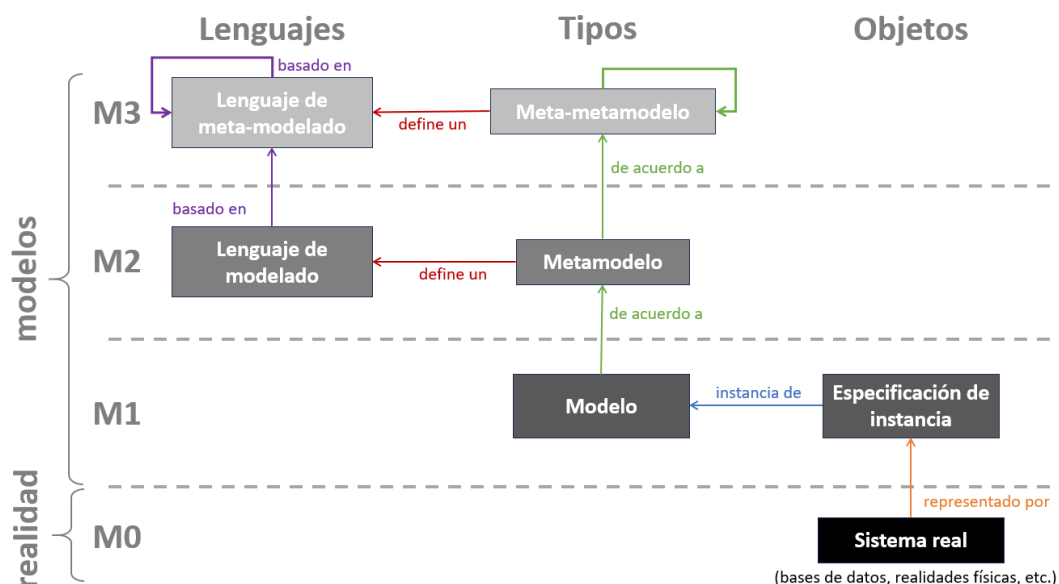 Lenguajes
Tipos
Objetos
basado en
M3
Lenguaje de
meta-modelado
define un
Meta-metamodelo
de acuerdo a
basado en
modelos
M2
Lenguaje de
modelado
define un
Metamodelo
de acuerdo a
M1
Modelo
instancia de
Especificación de
instancia
representado por
realidad
M0
Sistema real
(bases de datos, realidades físicas, etc.)